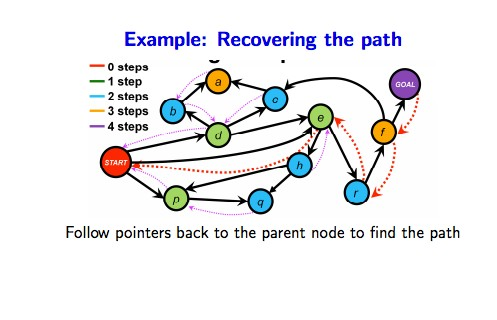 Example: Recovering the path
0 steps
1 step
2 steps
3 steps
4 steps
a
GOAL
c
b
e
d
f
START
h
r
p
q
Follow pointers back to the parent node to find the path